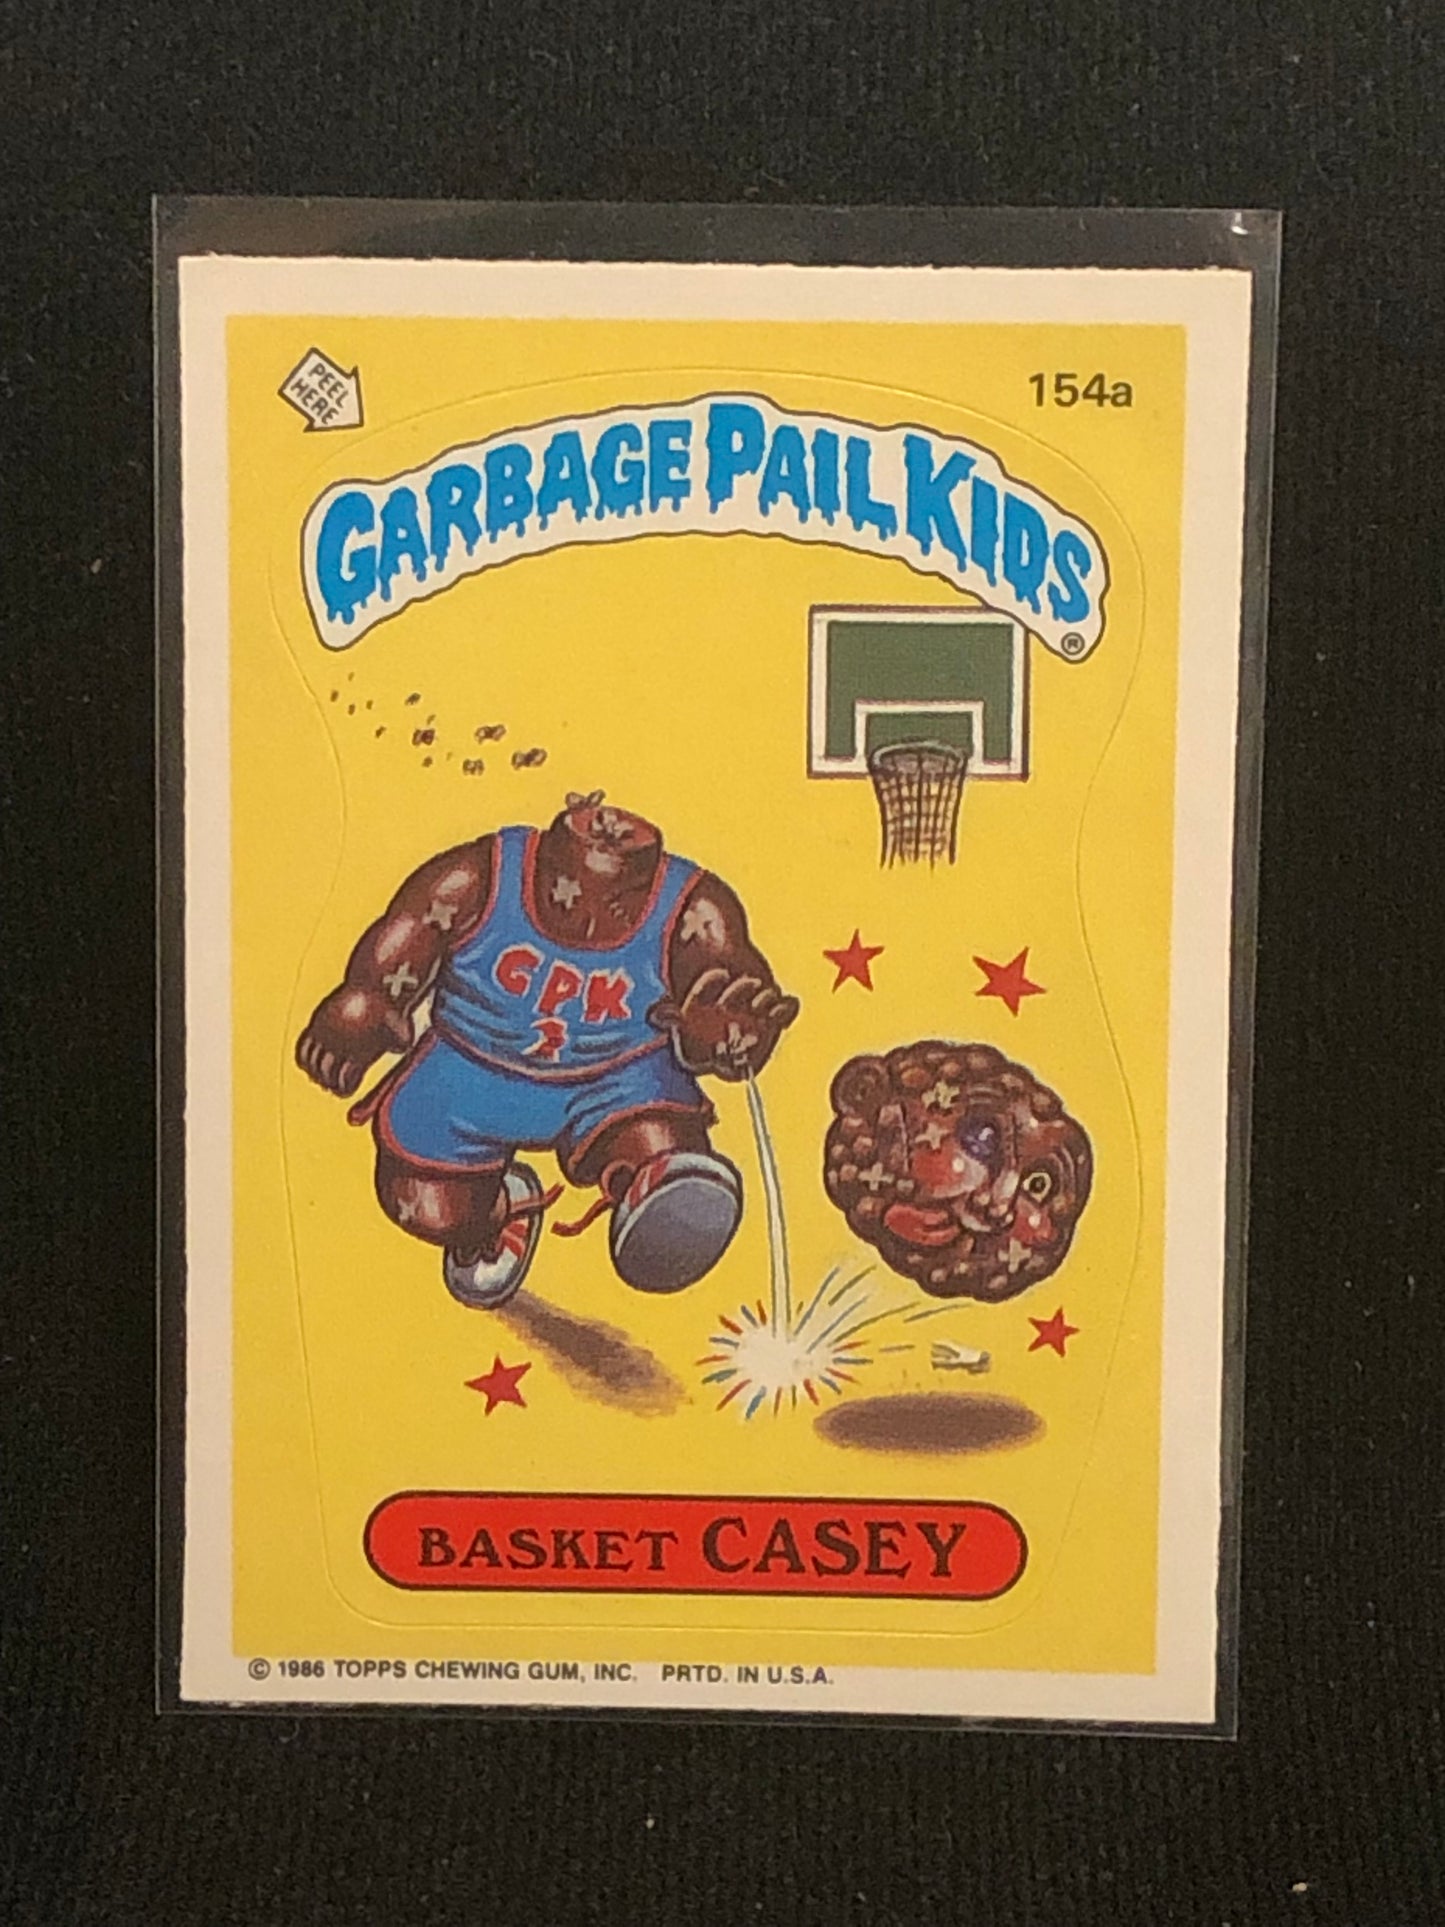 PEEL
HERE
154a
GARBAGE PAIL KIDS
®
GPK
BASKET CASEY
© 1986 TOPPS CHEWING GUM, INC. PRTD. IN U.S.A.